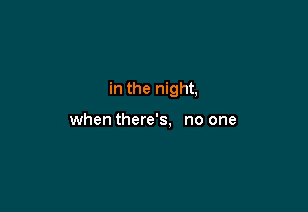 in the night,
when there's, no one